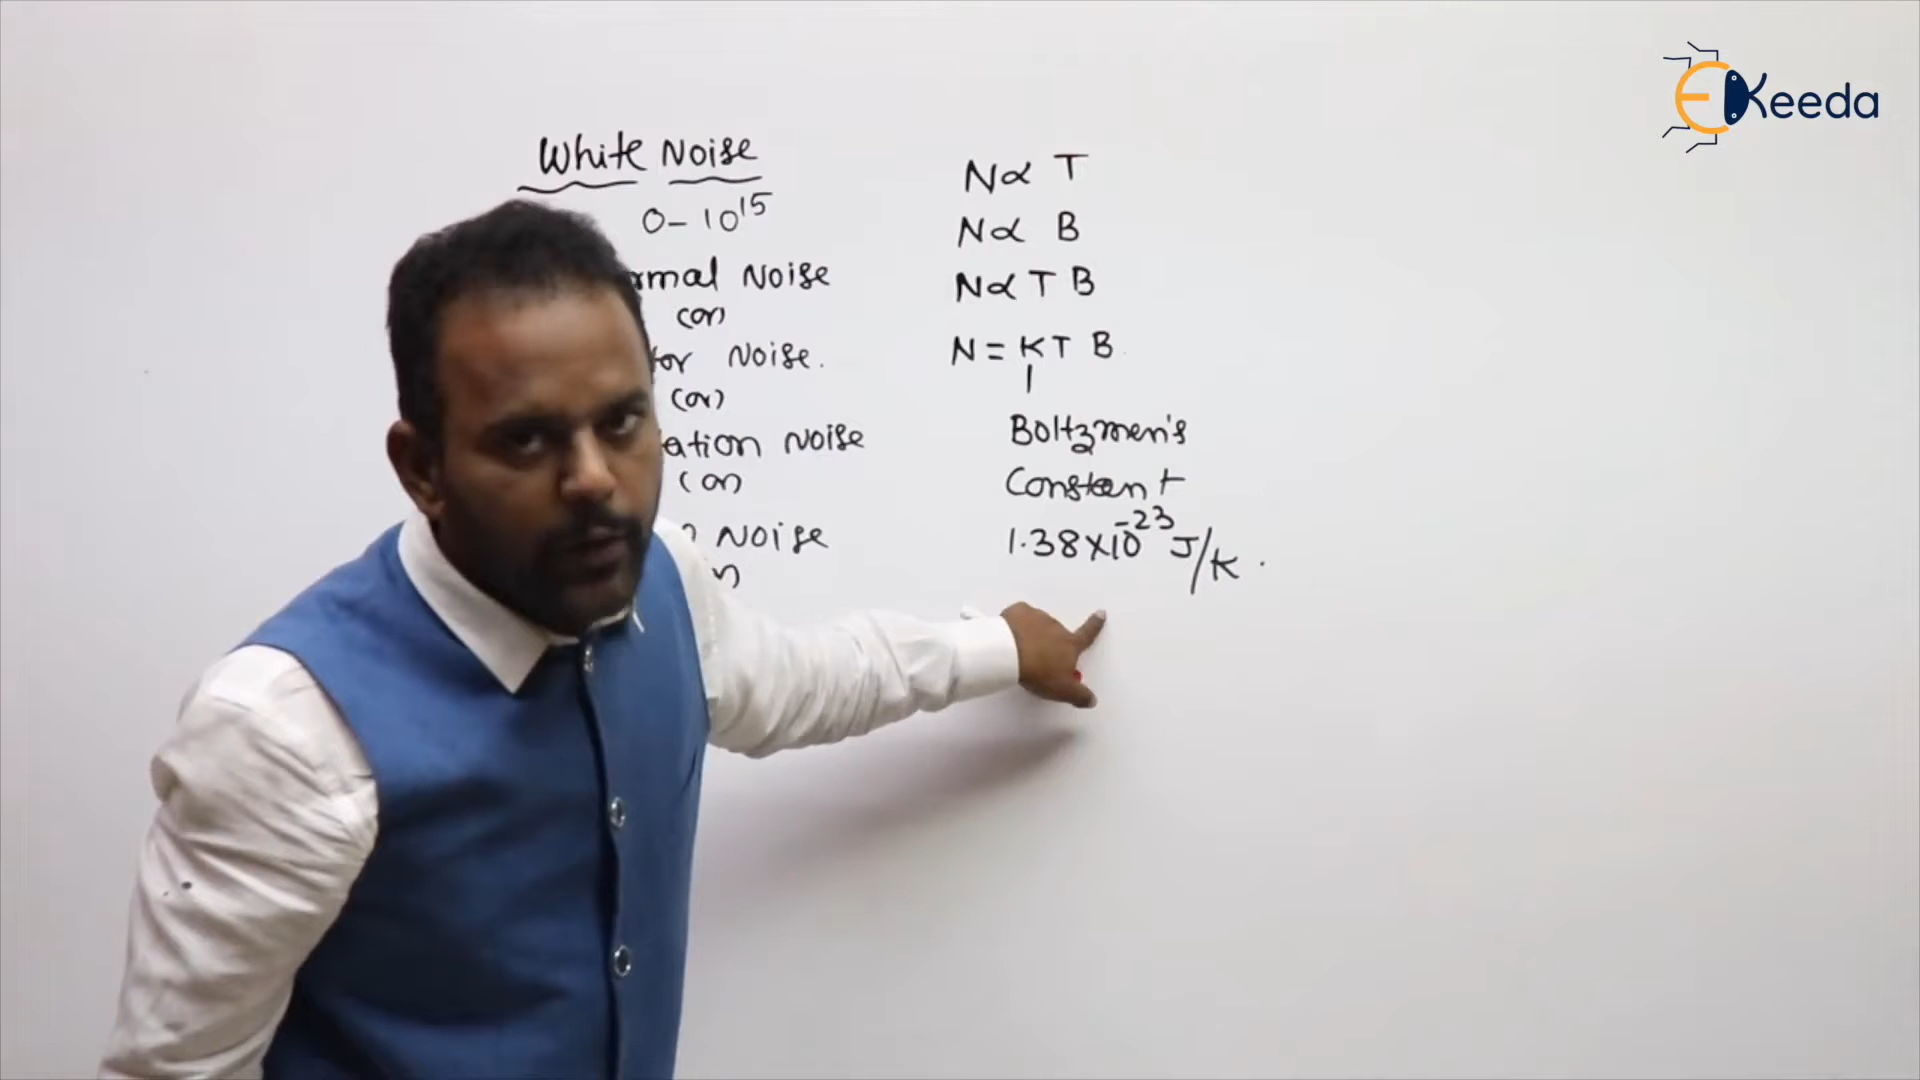 EKeeda
White Noise
0-10^15
rmal Noise
(or)
tor Noise.
(or)
ation Noise
(or)
Noise
N∝ T
N∝ B
N∝ T B
N = K T B
Boltzmen's
Constent
1.38×10^-23 J/K.